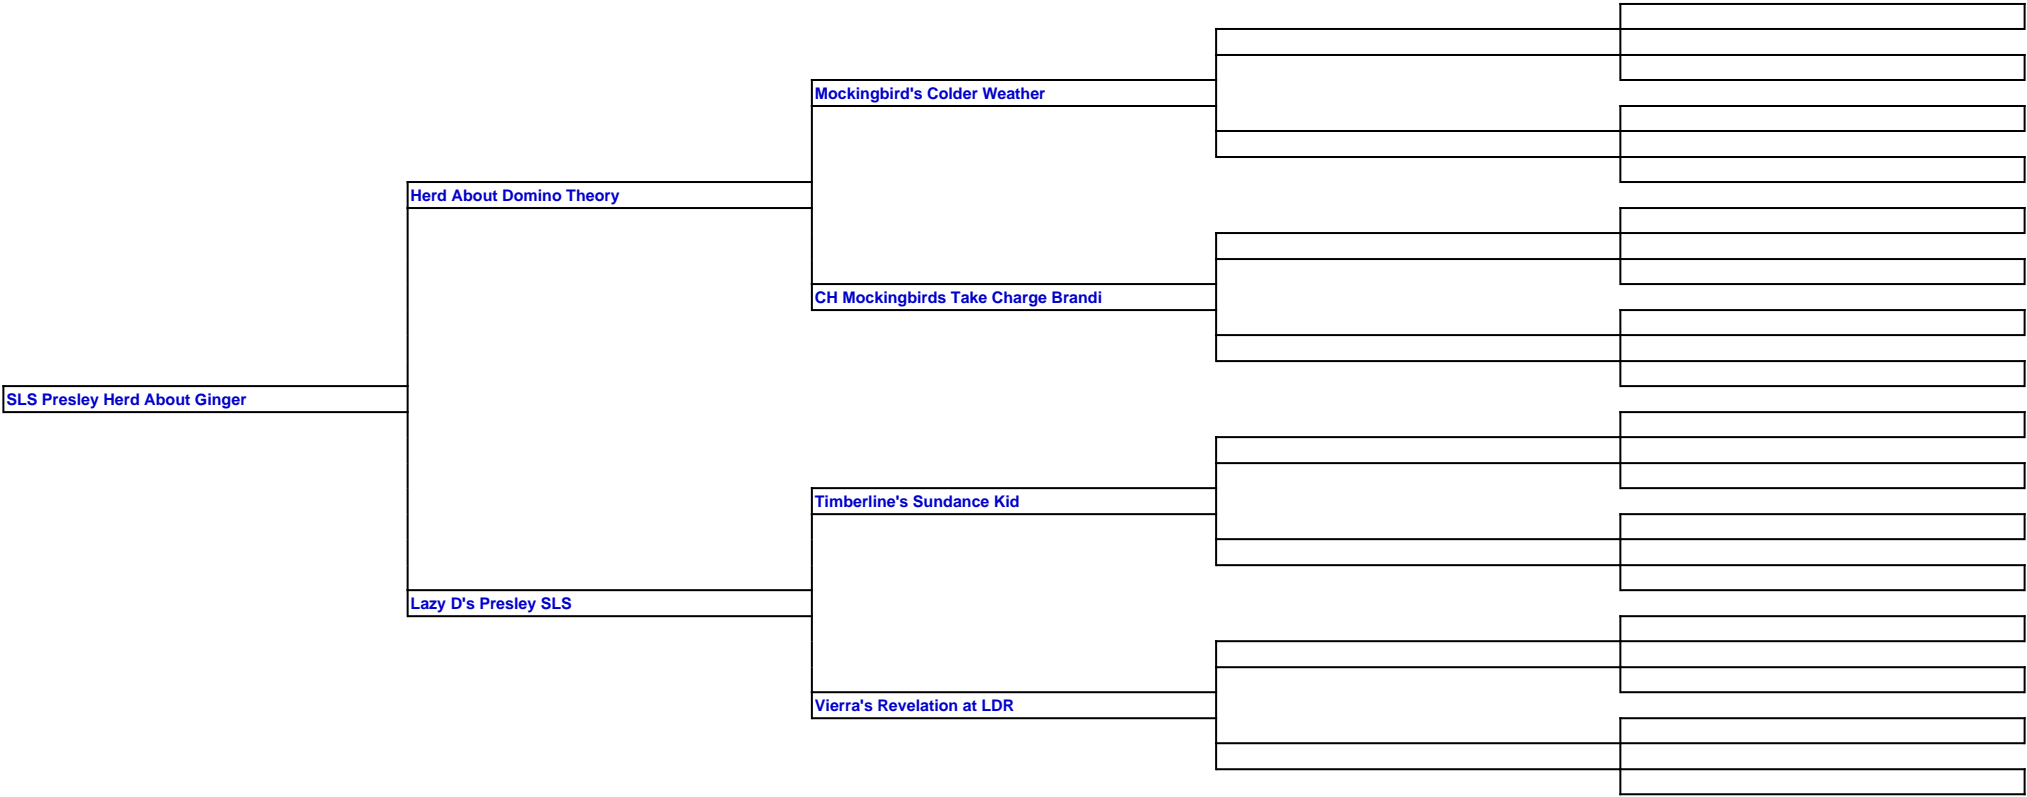 Mockingbird's Colder Weather
Herd About Domino Theory
CH Mockingbirds Take Charge Brandi
SLS Presley Herd About Ginger
Timberline's Sundance Kid
Lazy D's Presley SLS
Vierra's Revelation at LDR